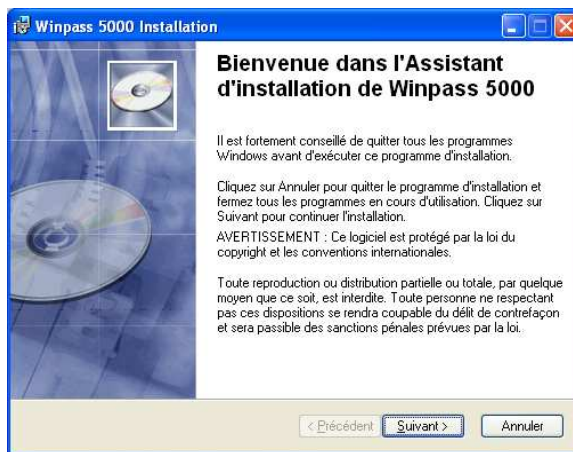 Winpass 5000 Installation
Bienvenue dans l'Assistant
d'installation de Winpass 5000
Il est fortement conseillé de quitter tous les programmes
Windows avant d'exécuter ce programme d'installation.
Cliquez sur Annuler pour quitter le programme d'installation et
fermez tous les programmes en cours d'utilisation. Cliquez sur
Suivant pour continuer l'installation.
AVERTISSEMENT : Ce logiciel est protégé par la loi du
copyright et les conventions internationales.
Toute reproduction ou distribution partielle ou totale, par quelque
moyen que ce soit, est interdite. Toute personne ne respectant
pas ces dispositions se rendra coupable du délit de contrefaçon
et sera passible des sanctions pénales prévues par la loi.
< Précédent Suivant > Annuler